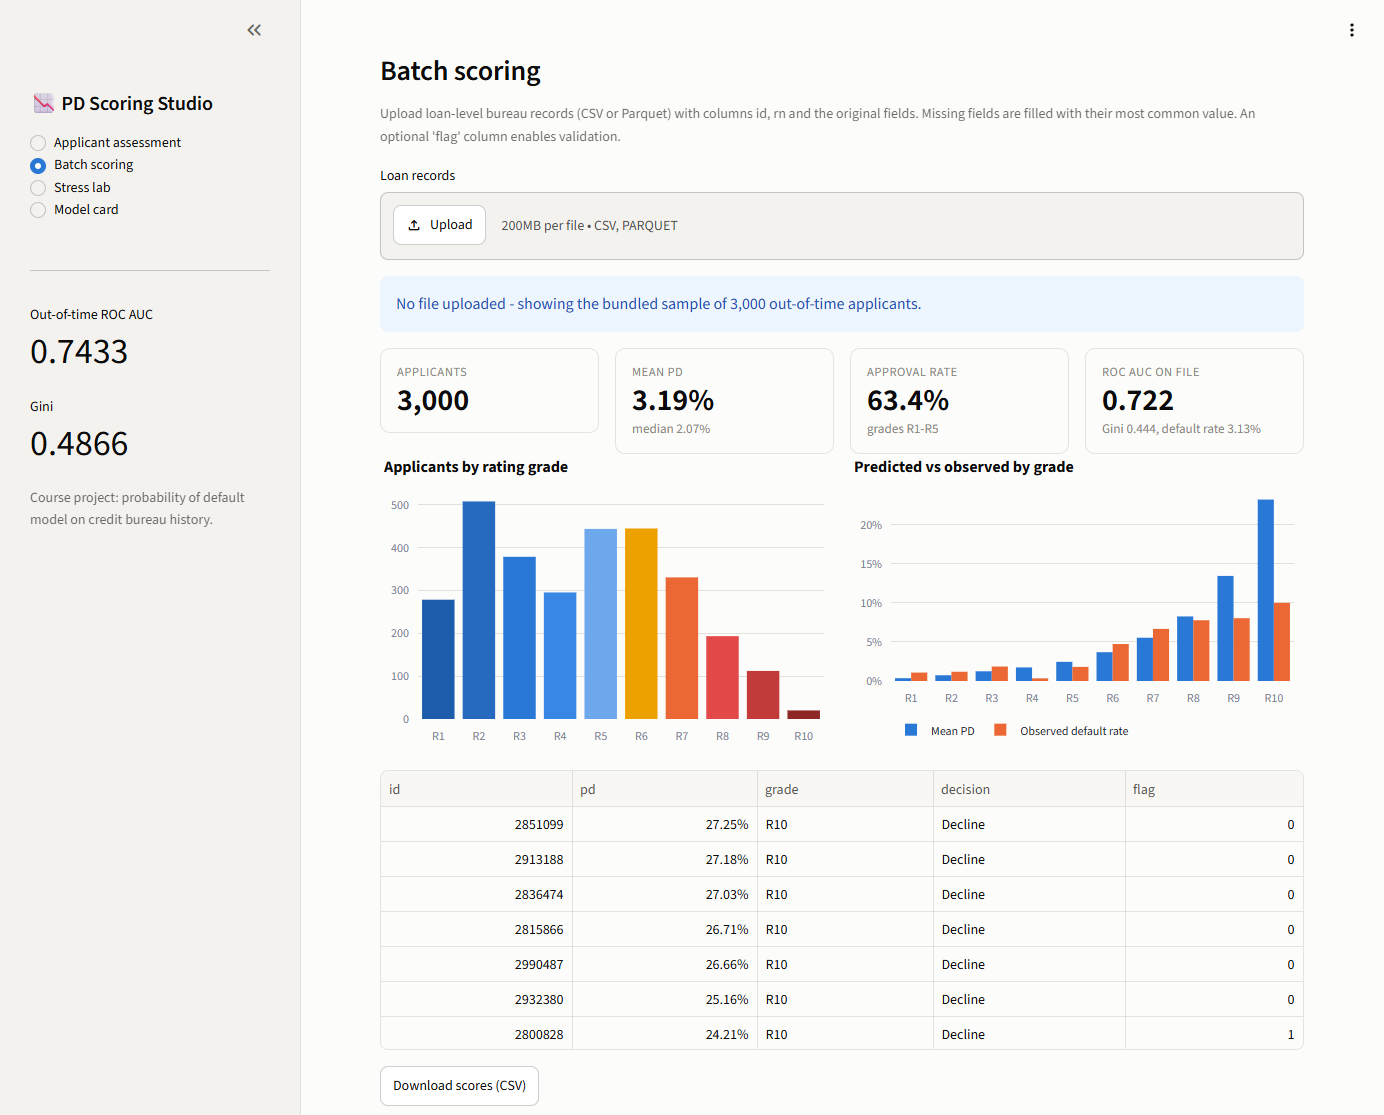 PD Scoring Studio
Applicant assessment
Batch scoring
Stress lab
Model card
Out-of-time ROC AUC
0.7433
Gini
0.4866
Course project: probability of default
model on credit bureau history.
Batch scoring
Upload loan-level bureau records (CSV or Parquet) with columns id, rn and the original fields. Missing fields are filled with their most common value. An
optional 'flag' column enables validation.
Loan records
Upload 200MB per file • CSV, PARQUET
No file uploaded - showing the bundled sample of 3,000 out-of-time applicants.
APPLICANTS
3,000
MEAN PD
3.19%
median 2.07%
APPROVAL RATE
63.4%
grades R1-R5
ROC AUC ON FILE
0.722
Gini 0.444, default rate 3.13%
Applicants by rating grade
500
400
300
200
100
0
R1 R2 R3 R4 R5 R6 R7 R8 R9 R10
Predicted vs observed by grade
20%
15%
10%
5%
0%
R1 R2 R3 R4 R5 R6 R7 R8 R9 R10
Mean PD Observed default rate
id pd grade decision flag
2851099 27.25% R10 Decline 0
2913188 27.18% R10 Decline 0
2836474 27.03% R10 Decline 0
2815866 26.71% R10 Decline 0
2990487 26.66% R10 Decline 0
2932380 25.16% R10 Decline 0
2800828 24.21% R10 Decline 1
Download scores (CSV)